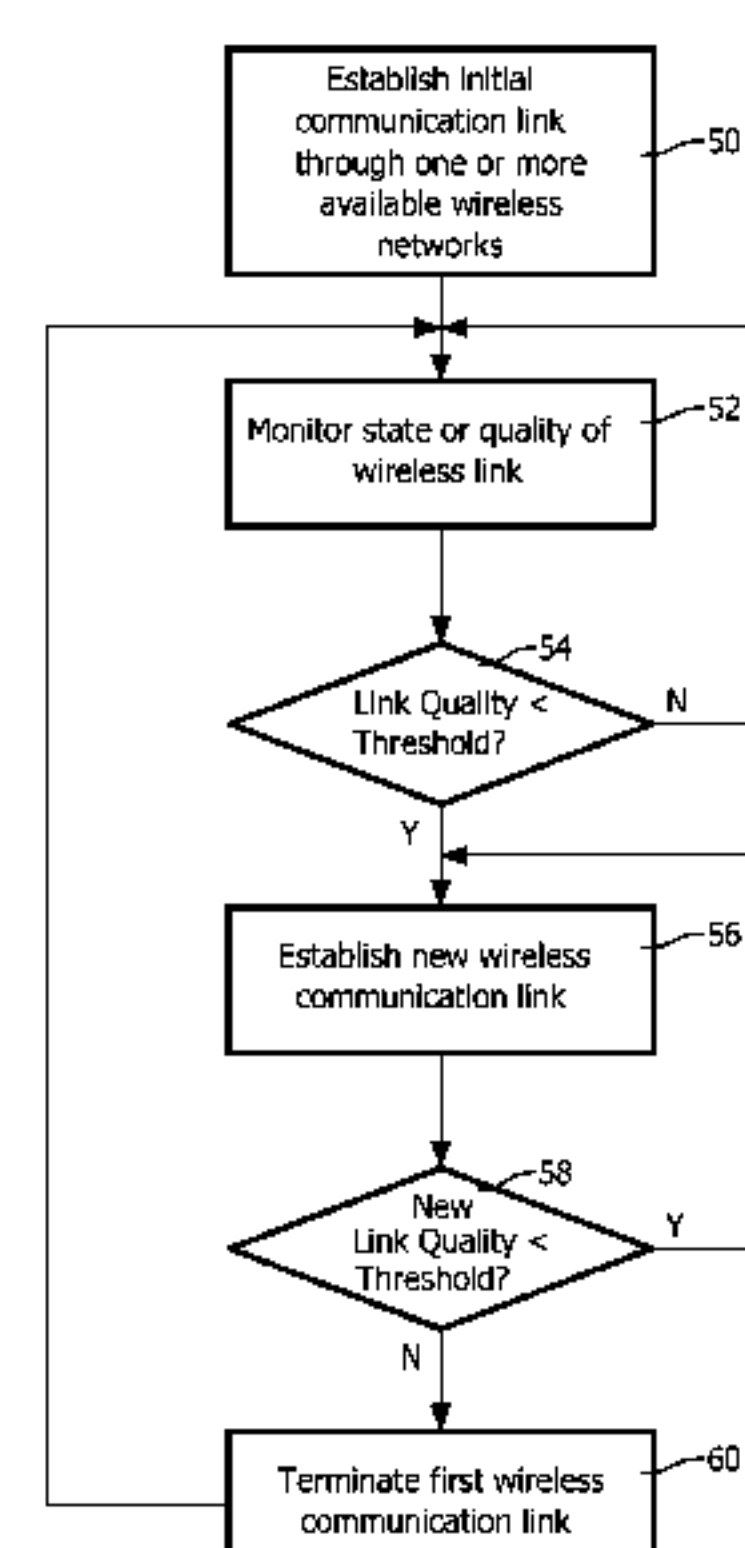 Establish initial
communication link
through one or more
available wireless
networks
50
Monitor state or quality of
wireless link
52
54
Link Quality <
Threshold?
N
Y
Establish new wireless
communication link
56
58
New
Link Quality <
Threshold?
Y
N
Terminate first wireless
communication link
60